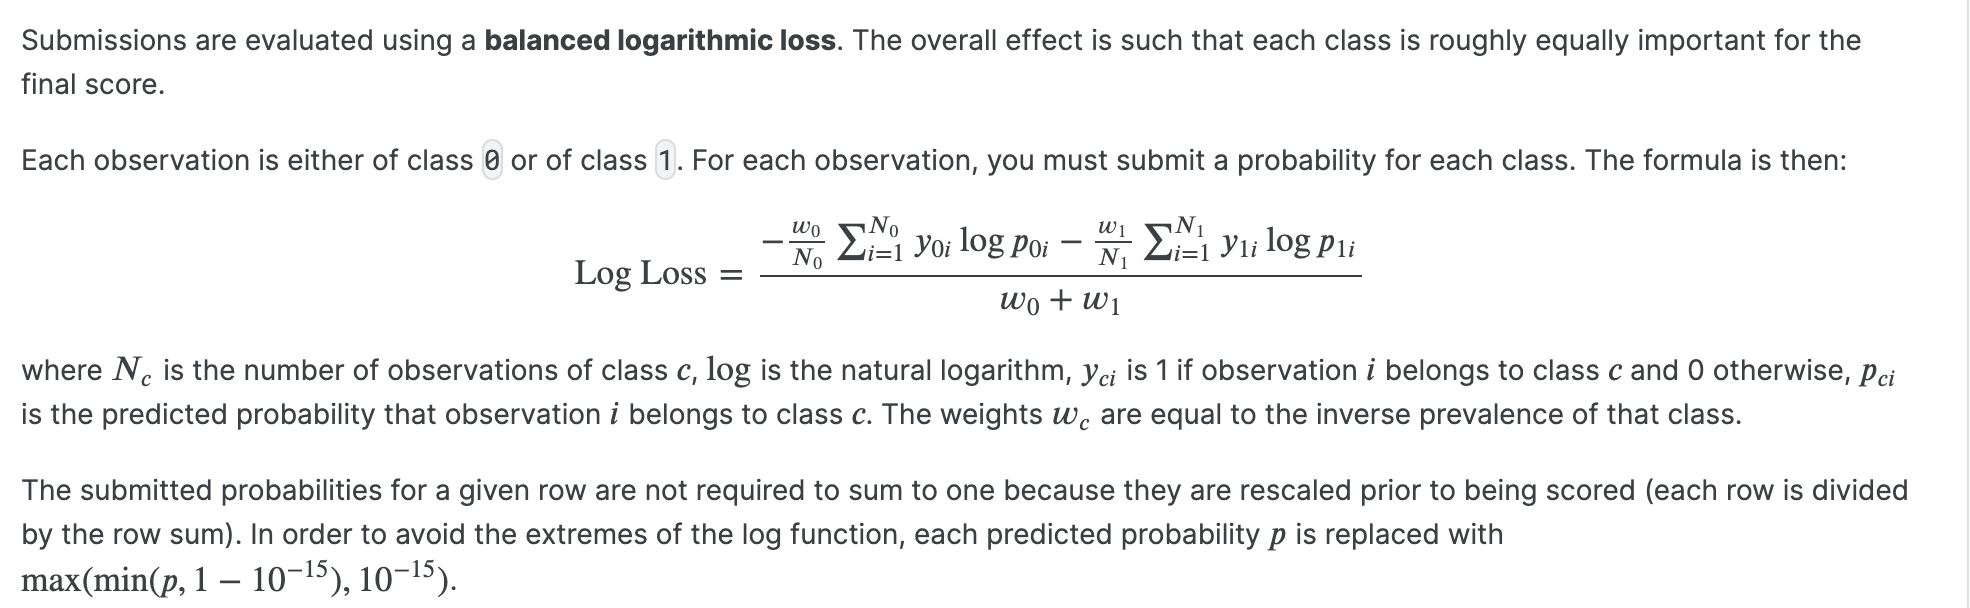 Submissions are evaluated using a balanced logarithmic loss. The overall effect is such that each class is roughly equally important for the
final score.
Each observation is either of class 0 or of class 1. For each observation, you must submit a probability for each class. The formula is then:
Log Loss = \frac{-\frac{w_0}{N_0} \sum_{i=1}^{N_0} y_{0i} \log p_{0i} - \frac{w_1}{N_1} \sum_{i=1}^{N_1} y_{1i} \log p_{1i}}{w_0 + w_1}
where N_c is the number of observations of class c, log is the natural logarithm, y_{ci} is 1 if observation i belongs to class c and 0 otherwise, p_{ci}
is the predicted probability that observation i belongs to class c. The weights w_c are equal to the inverse prevalence of that class.
The submitted probabilities for a given row are not required to sum to one because they are rescaled prior to being scored (each row is divided
by the row sum). In order to avoid the extremes of the log function, each predicted probability p is replaced with
max(min(p, 1 − 10^{−15}), 10^{−15}).